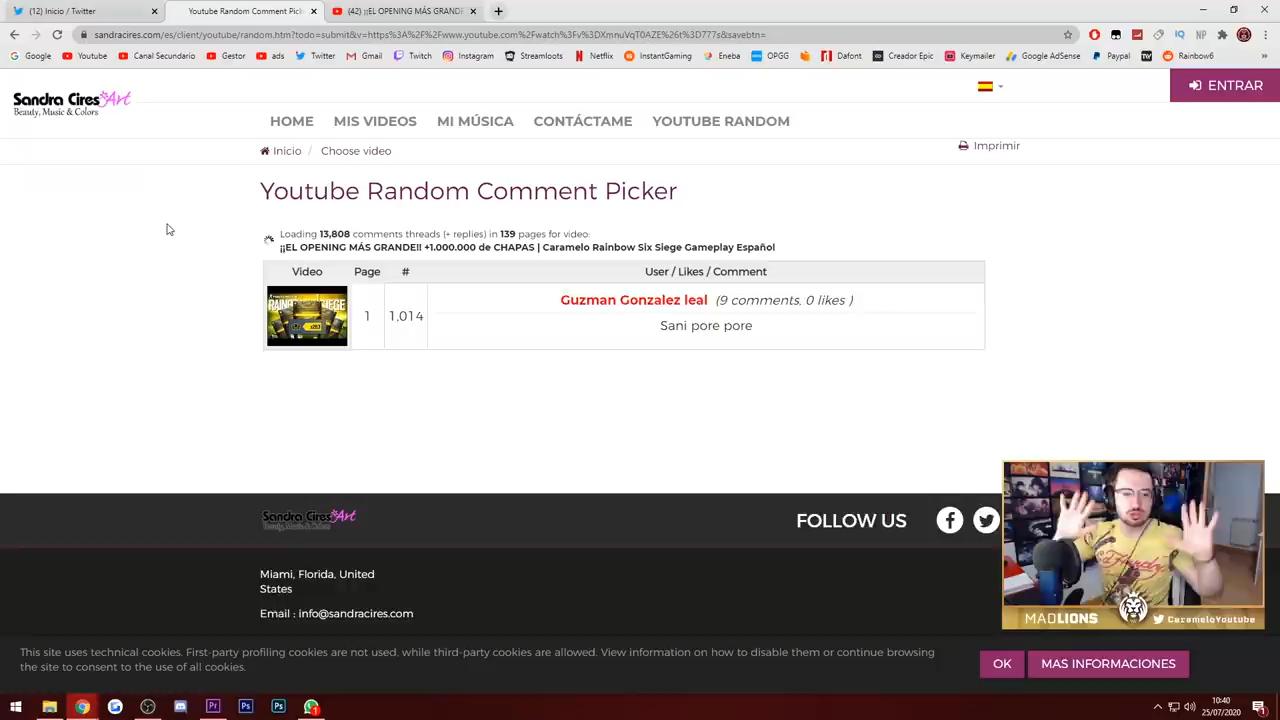 (12) Inicio / Twitter
Youtube Random Comment Picker
(42) ¡¡EL OPENING MÁS GRANDE
sandracires.com/es/client/youtube/random.htm?todo=submit&v=https%3A%2F%2Fwww.youtube.com%2Fwatch%3Fv%3DXmnuVqT0AZE%26t%3D777s&savebtn=
Google Youtube Canal Secundario Gestor ads Twitter Gmail Twitch Instagram Streamloots Netflix InstantGaming Eneba OPGG Dafont Creador Epic Keymailer Google AdSense Paypal Rainbow6
Sandra Cires Art
Beauty, Music & Colors
ENTRAR
HOME MIS VIDEOS MI MÚSICA CONTÁCTAME YOUTUBE RANDOM
Inicio / Choose video
Imprimir
Youtube Random Comment Picker
Loading 13,808 comments threads (+ replies) in 139 pages for video:
¡¡EL OPENING MÁS GRANDE!! +1.000.000 de CHAPAS | Caramelo Rainbow Six Siege Gameplay Español
Video Page # User / Likes / Comment
1 1,014
Guzman Gonzalez leal (9 comments, 0 likes )
Sani pore pore
Sandra Cires Art
Beauty, Music & Colors
FOLLOW US
Miami, Florida, United
States
Email : info@sandracires.com
MADLIONS
CarameloYoutube
This site uses technical cookies. First-party profiling cookies are not used, while third-party cookies are allowed. View information on how to disable them or continue browsing
the site to consent to the use of all cookies.
OK
MAS INFORMACIONES
10:40
25/07/2020